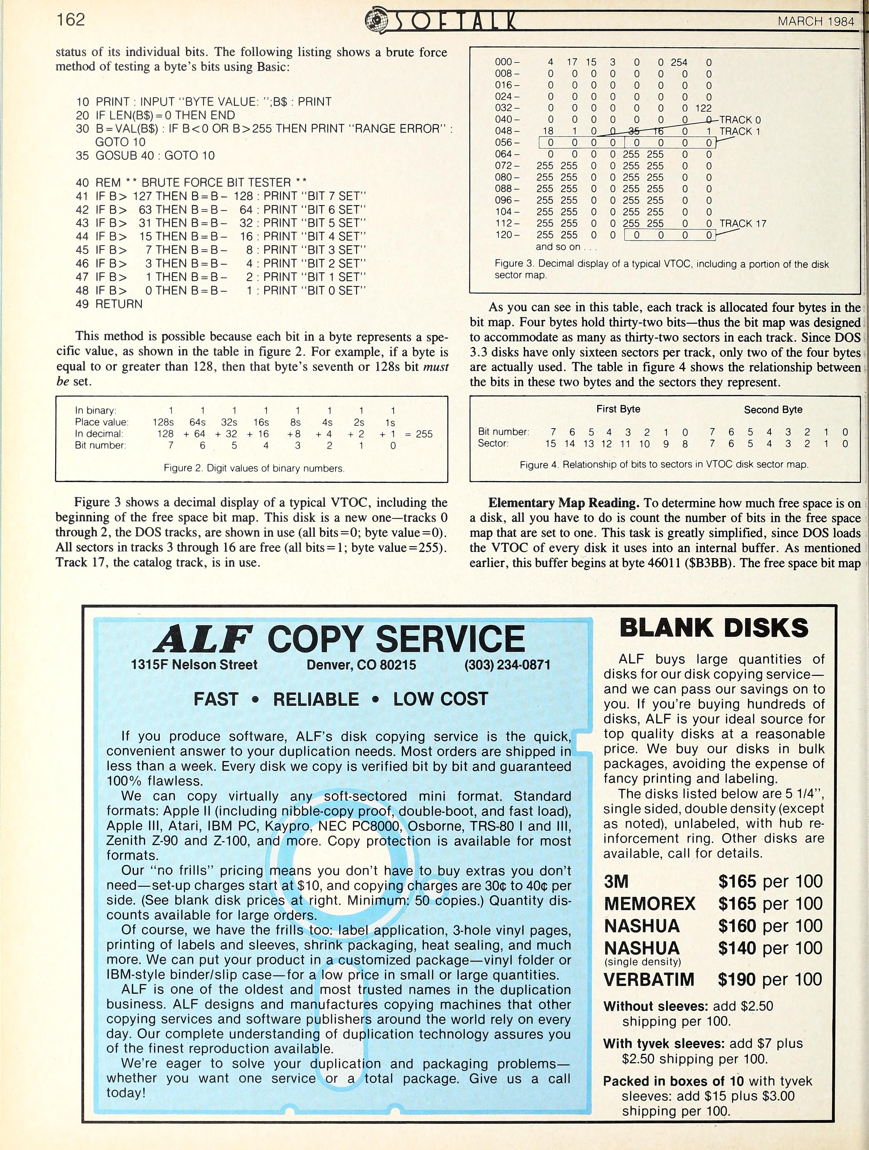 162
SOFTALK
MARCH 1984
status of its individual bits. The following listing shows a brute force
method of testing a byte's bits using Basic:
10 PRINT : INPUT "BYTE VALUE: ";B$ : PRINT
20 IF LEN(B$) = 0 THEN END
30 B = VAL(B$) : IF B<0 OR B>255 THEN PRINT "RANGE ERROR" :
GOTO 10
35 GOSUB 40 : GOTO 10
40 REM ** BRUTE FORCE BIT TESTER **
41 IF B > 127 THEN B = B - 128 : PRINT "BIT 7 SET"
42 IF B > 63 THEN B = B - 64 : PRINT "BIT 6 SET"
43 IF B > 31 THEN B = B - 32 : PRINT "BIT 5 SET"
44 IF B > 15 THEN B = B - 16 : PRINT "BIT 4 SET"
45 IF B > 7 THEN B = B - 8 : PRINT "BIT 3 SET"
46 IF B > 3 THEN B = B - 4 : PRINT "BIT 2 SET"
47 IF B > 1 THEN B = B - 2 : PRINT "BIT 1 SET"
48 IF B > 0 THEN B = B - 1 : PRINT "BIT 0 SET"
49 RETURN
This method is possible because each bit in a byte represents a spe-
cific value, as shown in the table in figure 2. For example, if a byte is
equal to or greater than 128, then that byte's seventh or 128s bit must
be set.
In binary: 1 1 1 1 1 1 1 1
Place value: 128s 64s 32s 16s 8s 4s 2s 1s
In decimal: 128 + 64 + 32 + 16 + 8 + 4 + 2 + 1 = 255
Bit number: 7 6 5 4 3 2 1 0
Figure 2. Digit values of binary numbers.
Figure 3 shows a decimal display of a typical VTOC, including the
beginning of the free space bit map. This disk is a new one—tracks 0
through 2, the DOS tracks, are shown in use (all bits=0; byte value=0).
All sectors in tracks 3 through 16 are free (all bits=1; byte value=255).
Track 17, the catalog track, is in use.
000 – 4 17 15 3 0 0 254 0
008 – 0 0 0 0 0 0 0 0
016 – 0 0 0 0 0 0 0 0
024 – 0 0 0 0 0 0 0 0
032 – 0 0 0 0 0 0 0 122
040 – 0 0 0 0 0 0 0 0 TRACK 0
048 – 18 1 0 0 35 16 0 1 TRACK 1
056 – 0 0 0 0 0 0 0 0
064 – 0 0 0 0 255 255 0 0
072 – 255 255 0 0 255 255 0 0
080 – 255 255 0 0 255 255 0 0
088 – 255 255 0 0 255 255 0 0
096 – 255 255 0 0 255 255 0 0
104 – 255 255 0 0 255 255 0 0
112 – 255 255 0 0 255 255 0 0 TRACK 17
120 – 255 255 0 0 0 0 0 0
and so on . . .
Figure 3. Decimal display of a typical VTOC, including a portion of the disk
sector map.
As you can see in this table, each track is allocated four bytes in the
bit map. Four bytes hold thirty-two bits—thus the bit map was designed
to accommodate as many as thirty-two sectors in each track. Since DOS
3.3 disks have only sixteen sectors per track, only two of the four bytes
are actually used. The table in figure 4 shows the relationship between
the bits in these two bytes and the sectors they represent.
First Byte Second Byte
Bit number: 7 6 5 4 3 2 1 0 7 6 5 4 3 2 1 0
Sector: 15 14 13 12 11 10 9 8 7 6 5 4 3 2 1 0
Figure 4. Relationship of bits to sectors in VTOC disk sector map.
Elementary Map Reading. To determine how much free space is on
a disk, all you have to do is count the number of bits in the free space
map that are set to one. This task is greatly simplified, since DOS loads
the VTOC of every disk it uses into an internal buffer. As mentioned
earlier, this buffer begins at byte 46011 ($B3BB). The free space bit map
ALF COPY SERVICE
1315F Nelson Street Denver, CO 80215 (303) 234-0871
FAST • RELIABLE • LOW COST
If you produce software, ALF's disk copying service is the quick,
convenient answer to your duplication needs. Most orders are shipped in
less than a week. Every disk we copy is verified bit by bit and guaranteed
100% flawless.
We can copy virtually any soft-sectored mini format. Standard
formats: Apple II (including nibble-copy proof, double-boot, and fast load),
Apple III, Atari, IBM PC, Kaypro, NEC PC8000, Osborne, TRS-80 I and III,
Zenith Z-90 and Z-100, and more. Copy protection is available for most
formats.
Our "no frills" pricing means you don't have to buy extras you don't
need—set-up charges start at $10, and copying charges are 30¢ to 40¢ per
side. (See blank disk prices at right. Minimum: 50 copies.) Quantity dis-
counts available for large orders.
Of course, we have the frills too: label application, 3-hole vinyl pages,
printing of labels and sleeves, shrink packaging, heat sealing, and much
more. We can put your product in a customized package—vinyl folder or
IBM-style binder/slip case—for a low price in small or large quantities.
ALF is one of the oldest and most trusted names in the duplication
business. ALF designs and manufactures copying machines that other
copying services and software publishers around the world rely on every
day. Our complete understanding of duplication technology assures you
of the finest reproduction available.
We're eager to solve your duplication and packaging problems—
whether you want one service or a total package. Give us a call
today!
BLANK DISKS
ALF buys large quantities of
disks for our disk copying service—
and we can pass our savings on to
you. If you're buying hundreds of
disks, ALF is your ideal source for
top quality disks at a reasonable
price. We buy our disks in bulk
packages, avoiding the expense of
fancy printing and labeling.
The disks listed below are 5 1/4",
single sided, double density (except
as noted), unlabeled, with hub re-
inforcement ring. Other disks are
available, call for details.
3M $165 per 100
MEMOREX $165 per 100
NASHUA $160 per 100
NASHUA $140 per 100
(single density)
VERBATIM $190 per 100
Without sleeves: add $2.50
shipping per 100.
With tyvek sleeves: add $7 plus
$2.50 shipping per 100.
Packed in boxes of 10 with tyvek
sleeves: add $15 plus $3.00
shipping per 100.